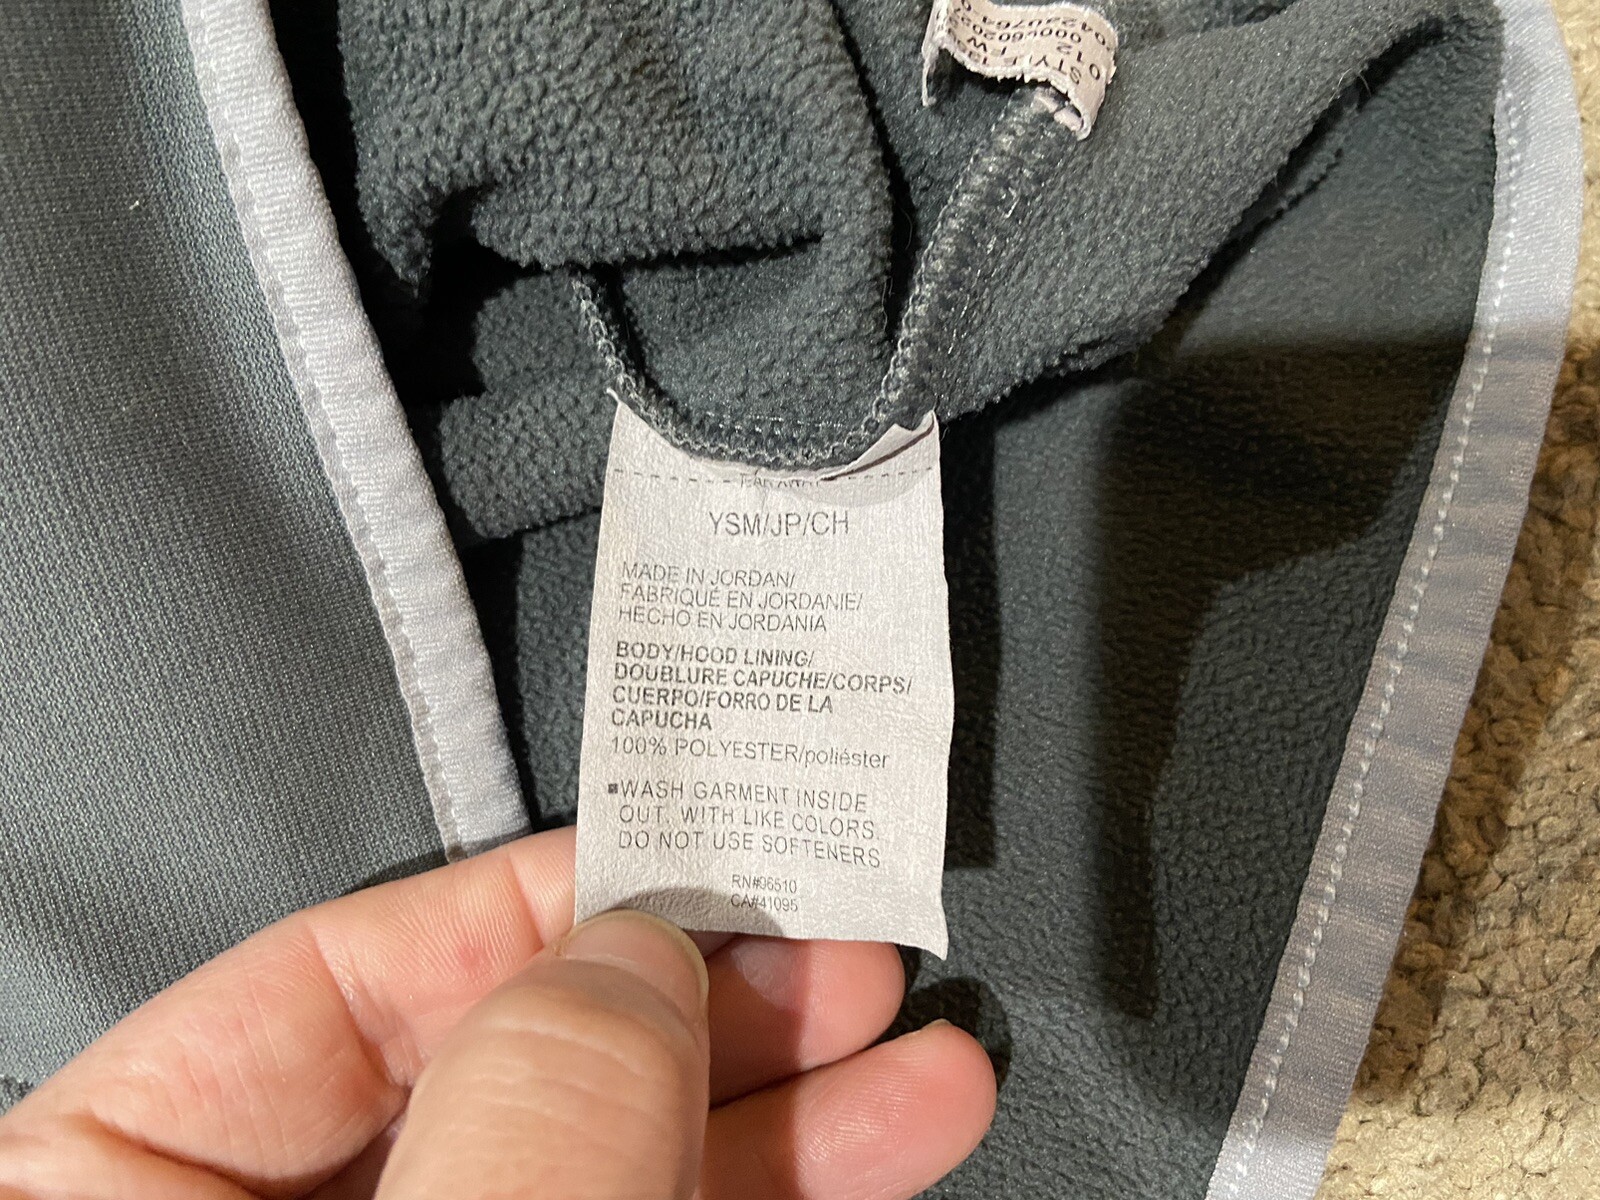 YSM/JP/CH
MADE IN JORDAN/
FABRIQUÉ EN JORDANIE/
HECHO EN JORDANIA
BODY/HOOD LINING/
DOUBLURE CAPUCHE/CORPS/
CUERPO/FORRO DE LA
CAPUCHA
100% POLYESTER/poliéster
▪WASH GARMENT INSIDE
OUT, WITH LIKE COLORS.
DO NOT USE SOFTENERS
RN#96510
CA#41095
STYLE
012